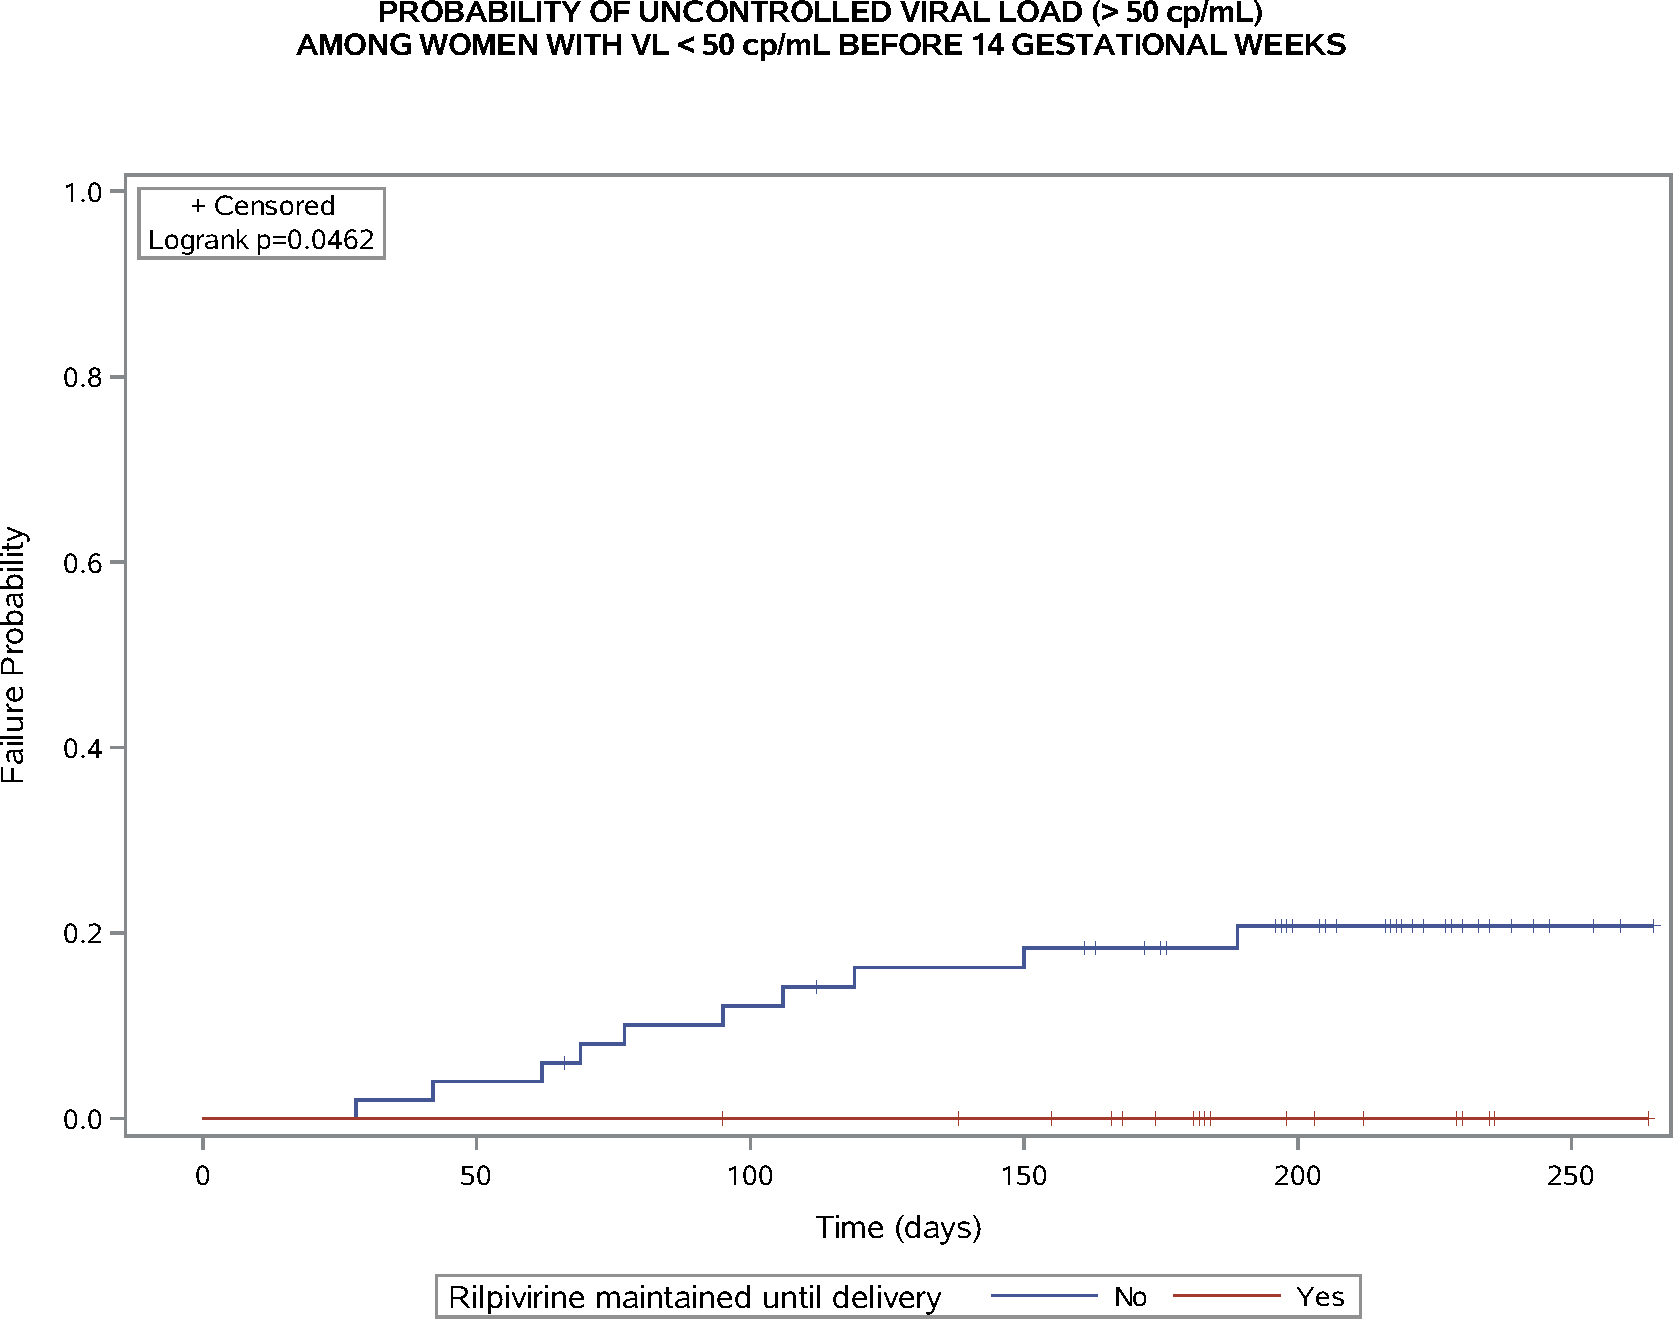 PROBABILITY OF UNCONTROLLED VIRAL LOAD (> 50 cp/mL)
AMONG WOMEN WITH VL < 50 cp/mL BEFORE 14 GESTATIONAL WEEKS
+ Censored
Logrank p=0.0462
1.0
0.8
0.6
0.4
0.2
0.0
Failure Probability
0 50 100 150 200 250
Time (days)
Rilpivirine maintained until delivery No Yes